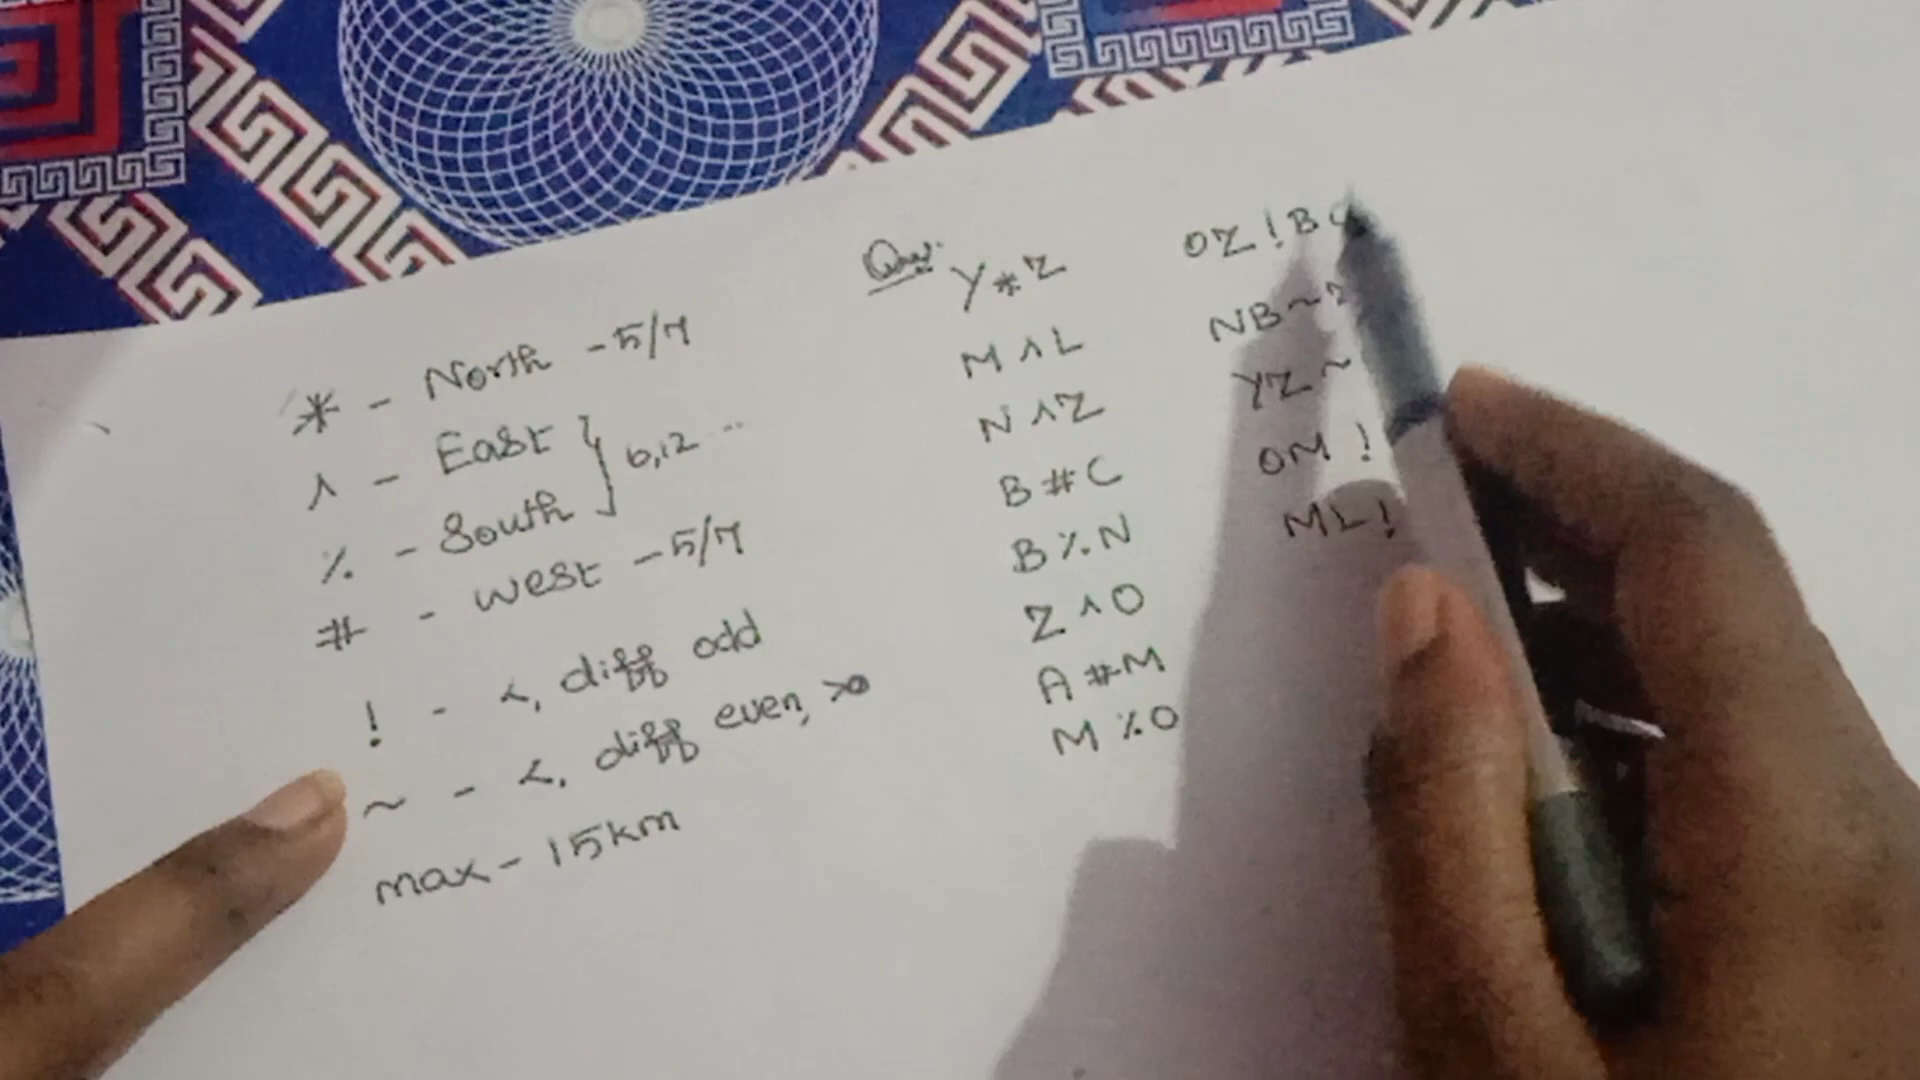 * - North - 5/7
^ - East } 6,12 ..
% - South
# - west - 5/7
! - <, diff odd
~ - <, diff even, >0
max - 15km
Qu:
Y * Z
M ^ L
N ^ Z
B # C
B % N
Z ^ O
A # M
M % O
OZ ! B
NB ~
YZ ~
OM !
ML !